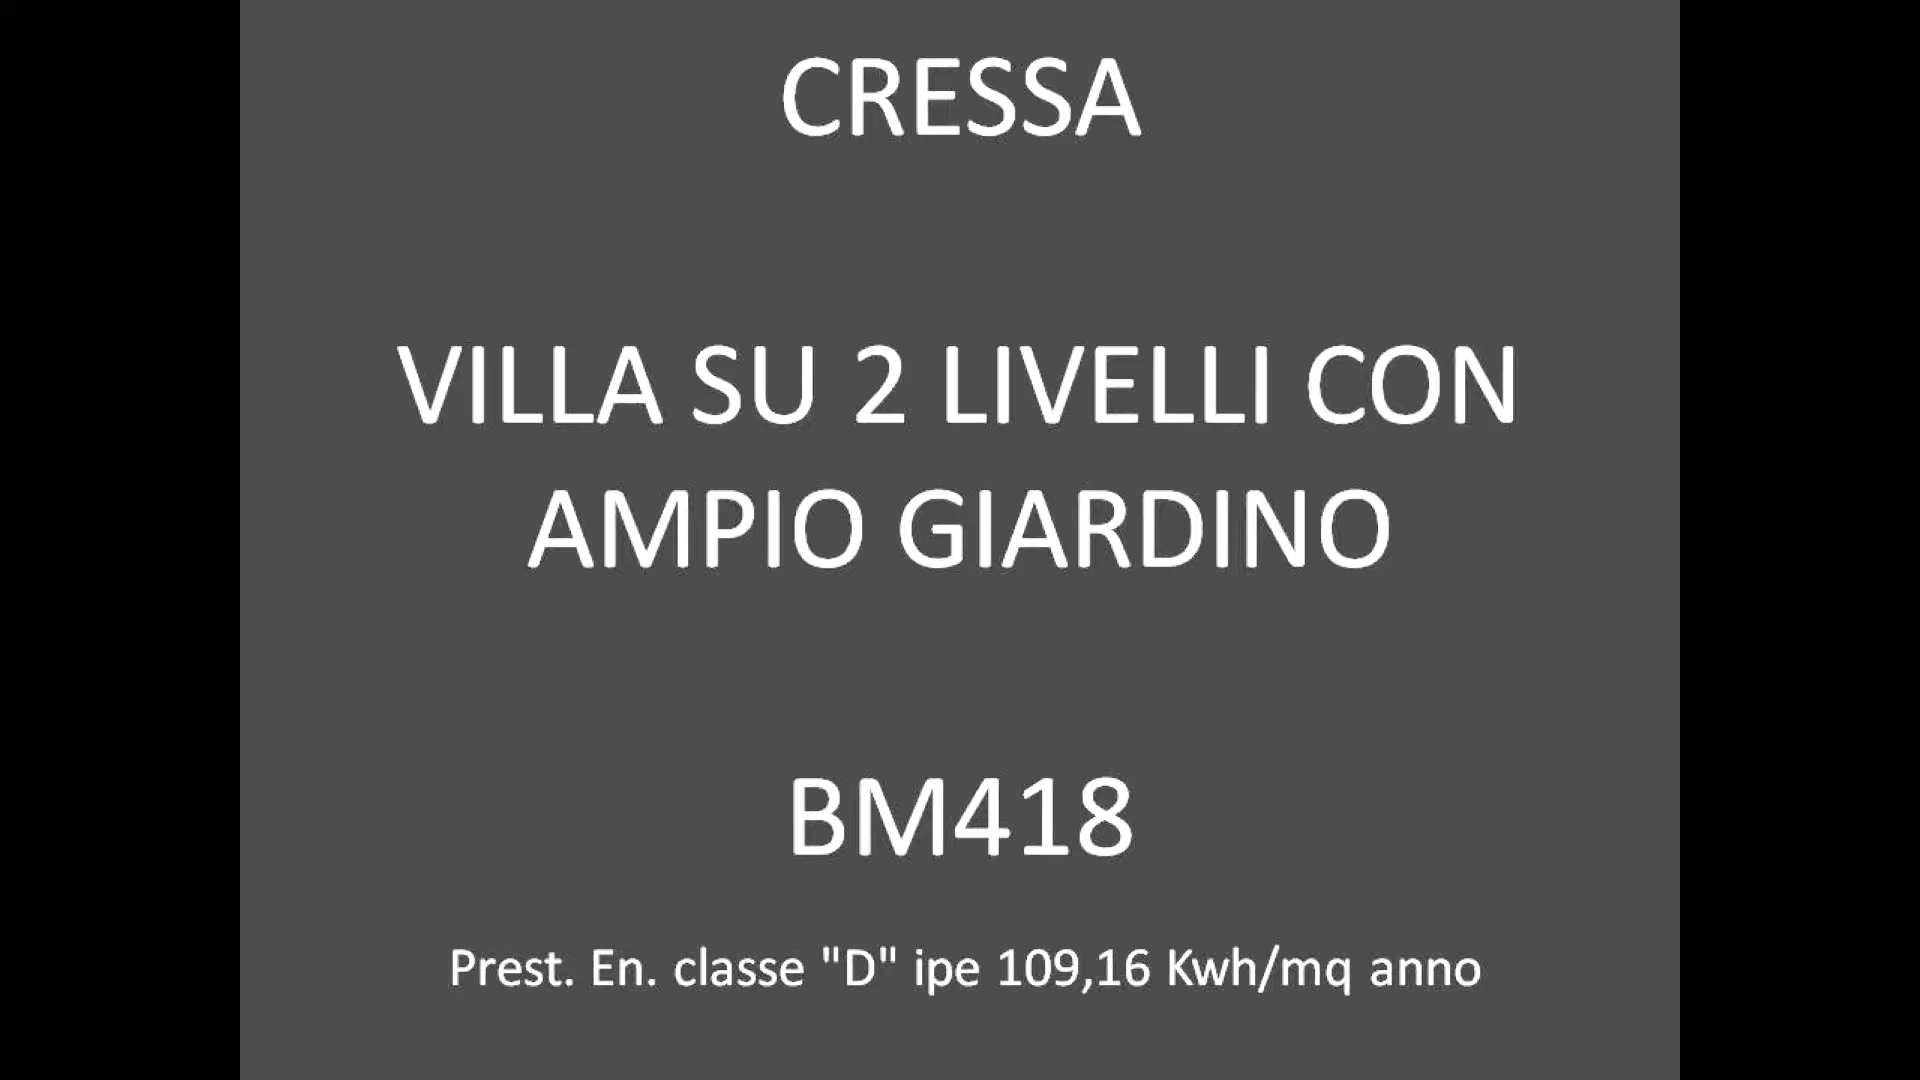 CRESSA
VILLA SU 2 LIVELLI CON
AMPIO GIARDINO
BM418
Prest. En. classe "D" ipe 109,16 Kwh/mq anno